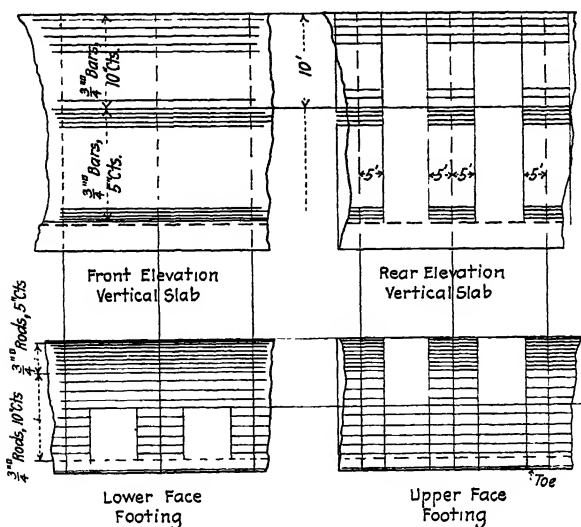 ¾"⌀ Bars,
10"Cts.
10'
¾"⌀ Bars,
5"Cts.
5'
5'
5'
5'
Front Elevation
Vertical Slab
Rear Elevation
Vertical Slab
¾"⌀ Rods, 5"Cts
¾"⌀ Rods, 10"Cts
Toe
Lower Face
Footing
Upper Face
Footing